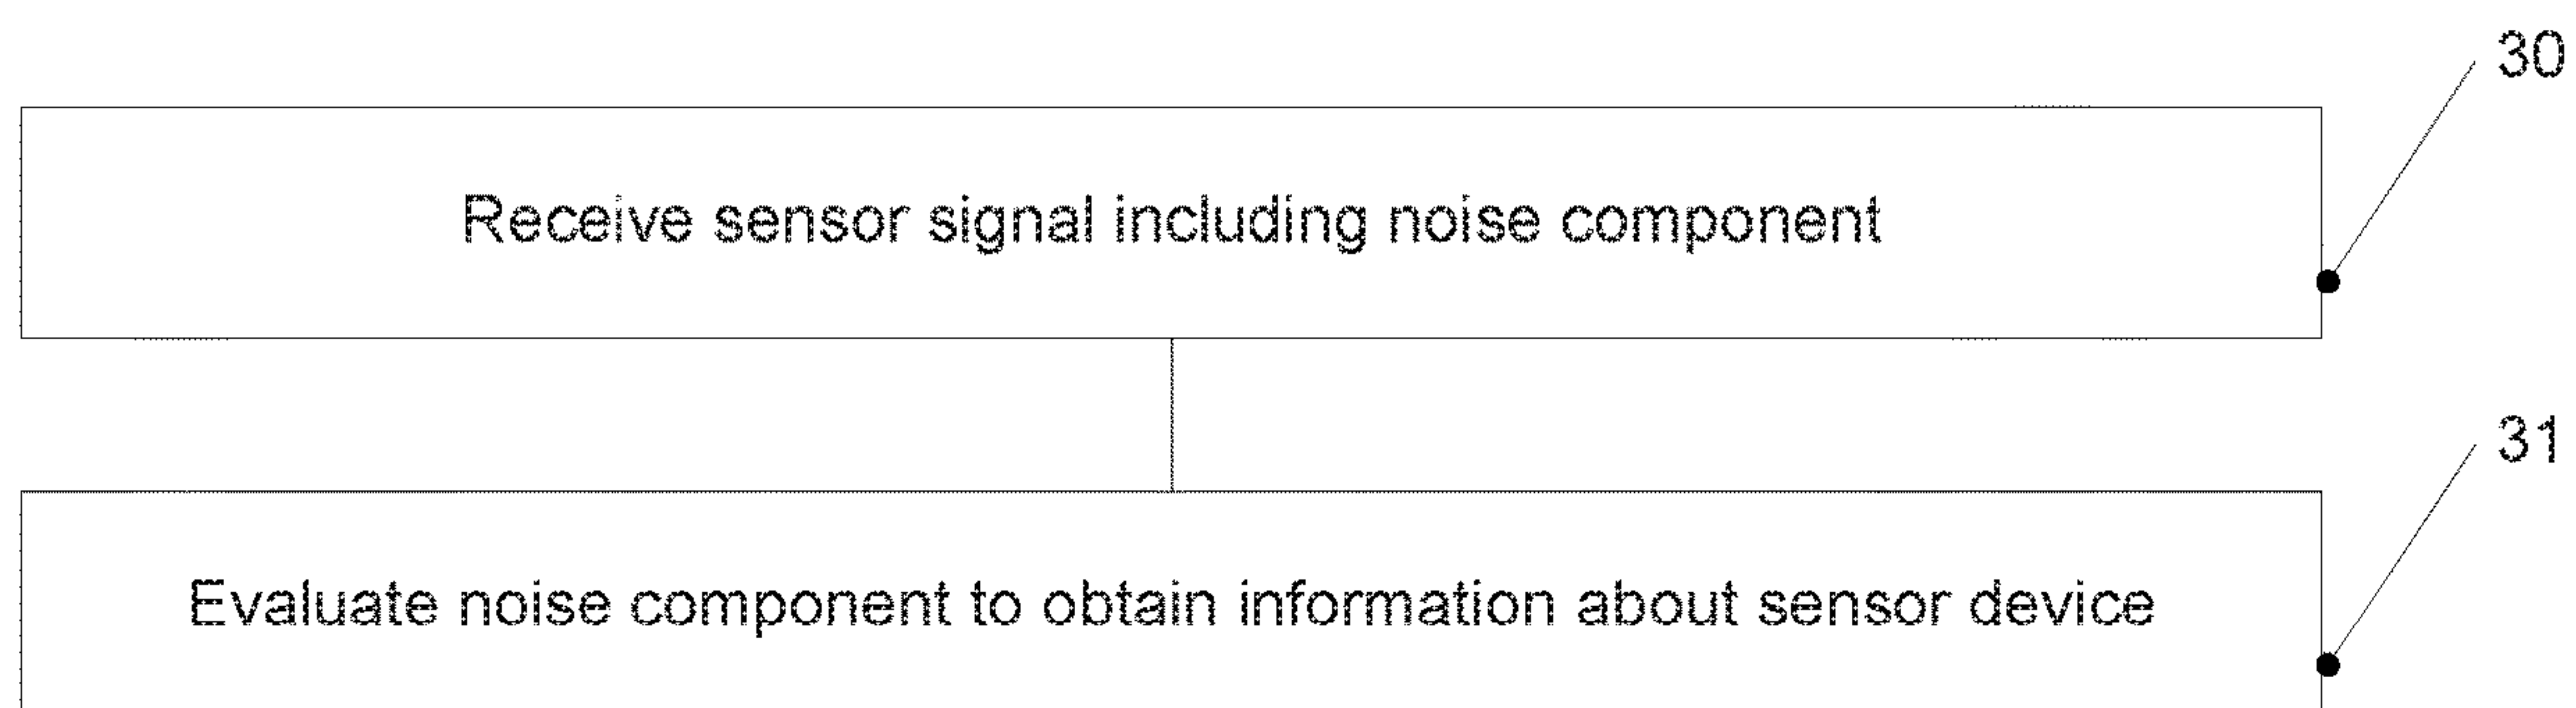 30
Receive sensor signal including noise component
31
Evaluate noise component to obtain information about sensor device